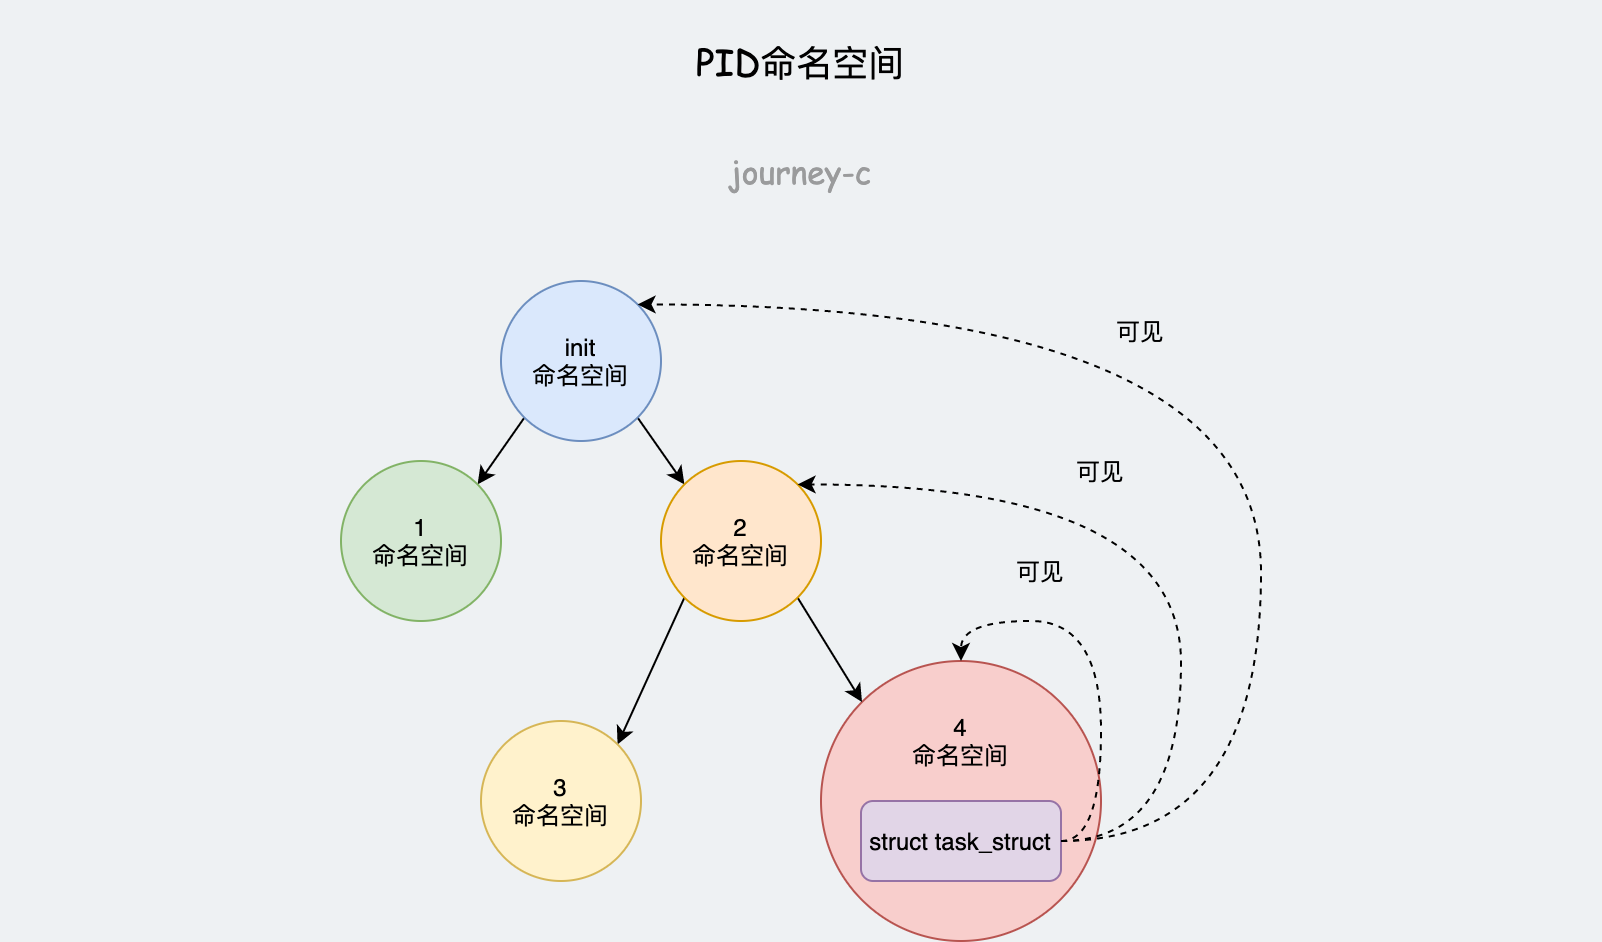 PID命名空间
journey-c
init
命名空间
可见
可见
1
命名空间
2
命名空间
可见
4
命名空间
3
命名空间
struct task_struct